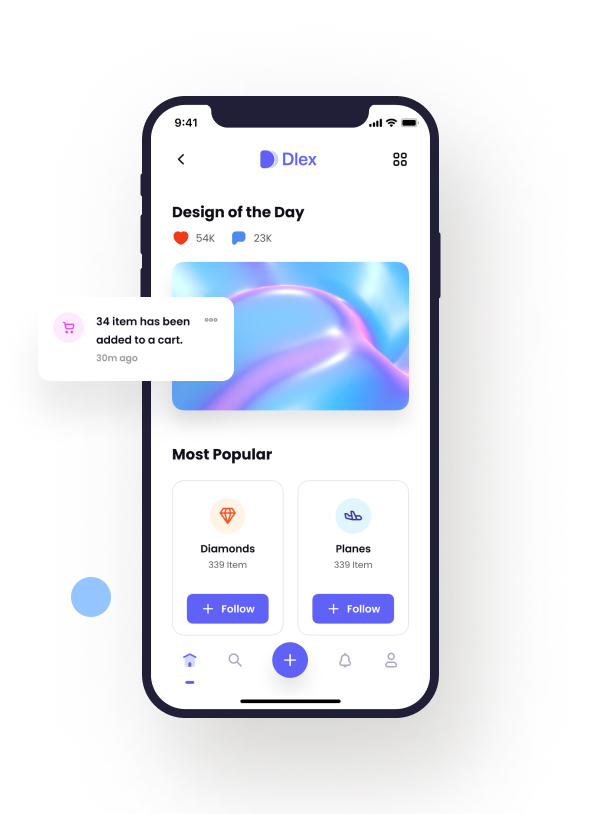 9:41
Dlex
Design of the Day
54K 23K
34 item has been
added to a cart.
30m ago
Most Popular
Diamonds
339 Item
Follow
Planes
339 Item
Follow